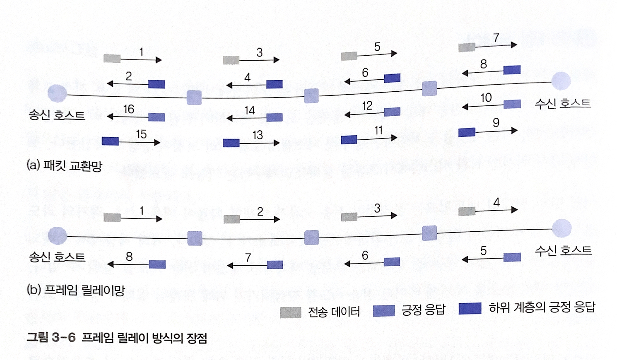 1 3 5 7
2 4 6 8
송신 호스트 수신 호스트
16 14 12 10
15 13 11 9
(a) 패킷 교환망
1 2 3 4
송신 호스트 수신 호스트
8 7 6 5
(b) 프레임 릴레이망
전송 데이터 긍정 응답 하위 계층의 긍정 응답
그림 3-6 프레임 릴레이 방식의 장점